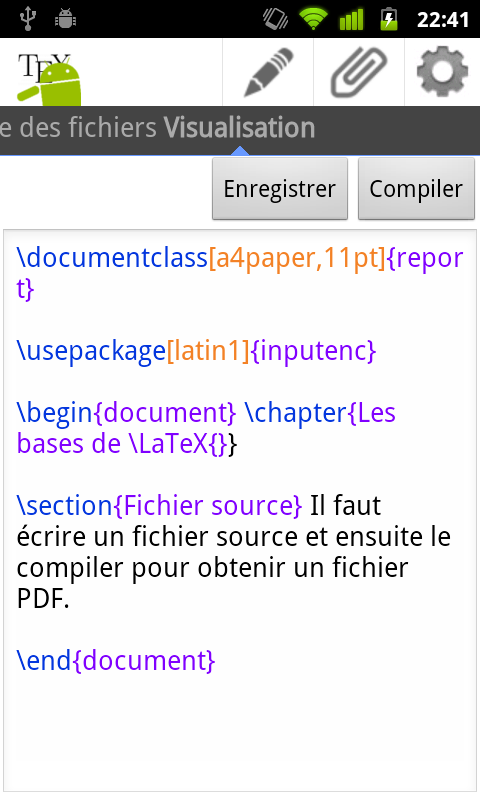 22:41
TEX
e des fichiers Visualisation
Enregistrer Compiler
\documentclass[a4paper,11pt]{repor
t}
\usepackage[latin1]{inputenc}
\begin{document} \chapter{Les
bases de \LaTeX{}}
\section{Fichier source} Il faut
écrire un fichier source et ensuite le
compiler pour obtenir un fichier
PDF.
\end{document}